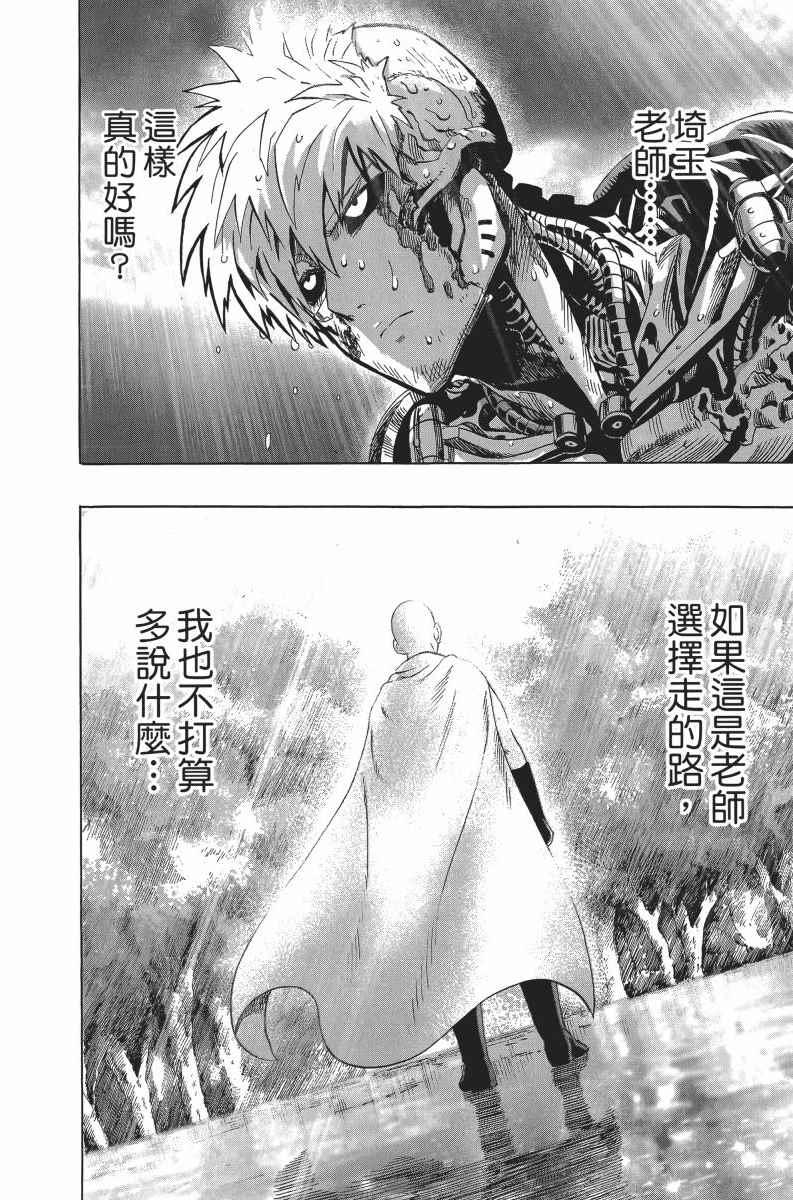 埼玉
老師……
這樣
真的好嗎？
如果這是老師
選擇走的路，
我也不打算
多說什麼…